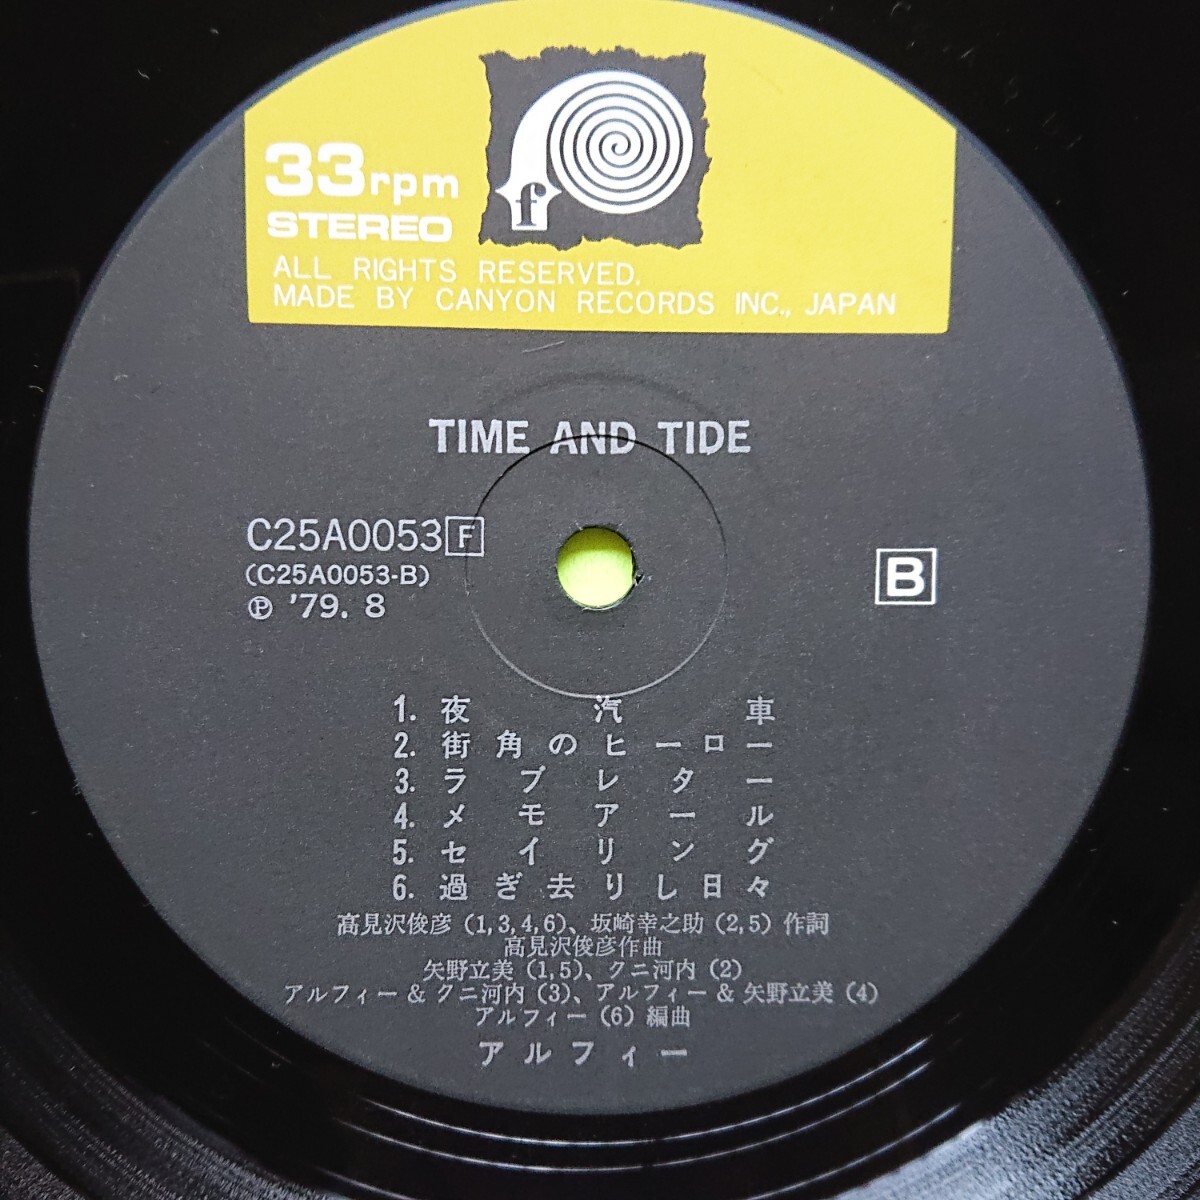 f
33rpm
STEREO
ALL RIGHTS RESERVED.
MADE BY CANYON RECORDS INC., JAPAN
TIME AND TIDE
C25A0053 F
(C25A0053-B)
Ⓟ '79. 8
B
1. 夜汽車
2. 街角のヒーロー
3. ラブレター
4. メモアール
5. セイリング
6. 過ぎ去りし日々
高見沢俊彦 (1,3,4,6)、坂崎幸之助 (2,5) 作詞
高見沢俊彦作曲
矢野立美 (1,5)、クニ河内 (2)
アルフィー & クニ河内 (3)、アルフィー & 矢野立美 (4)
アルフィー (6) 編曲
アルフィー